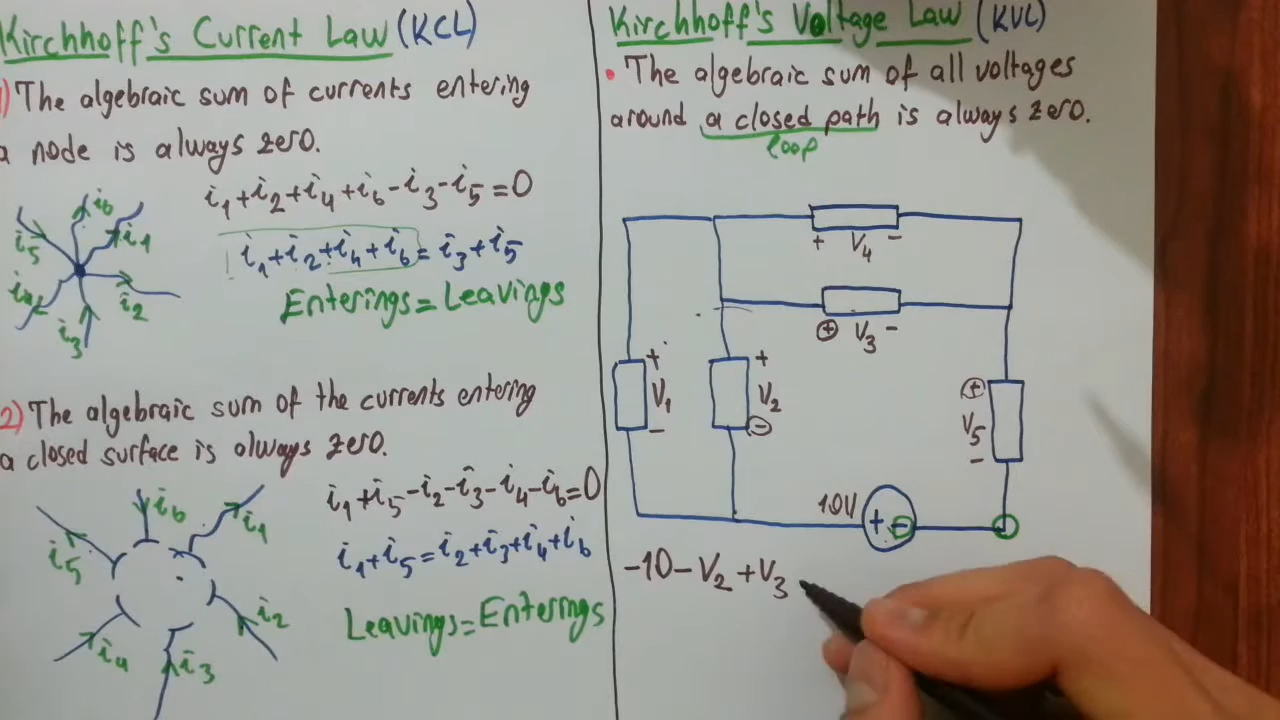 Kirchhoff's Current Law (KCL)
1) The algebraic sum of currents entering
a node is always zero.
i1+i2+i4+i6-i3-i5=0
i1+i2+i4+i6=i3+i5
Enterings=Leavings
i6
i5
i1
i4
i2
i3
2) The algebraic sum of the currents entering
a closed surface is always zero.
i1+i5-i2-i3-i4-i6=0
i1+i5=i2+i3+i4+i6
Leavings=Enterings
i6
i1
i5
i2
i4
i3
Kirchhoff's Voltage Law (KVL)
• The algebraic sum of all voltages
around a closed path is always zero.
loop
+ V4 -
+ V3 -
+ V1 -
+ V2 -
+ V5 -
10V
+ -
-10-V2+V3